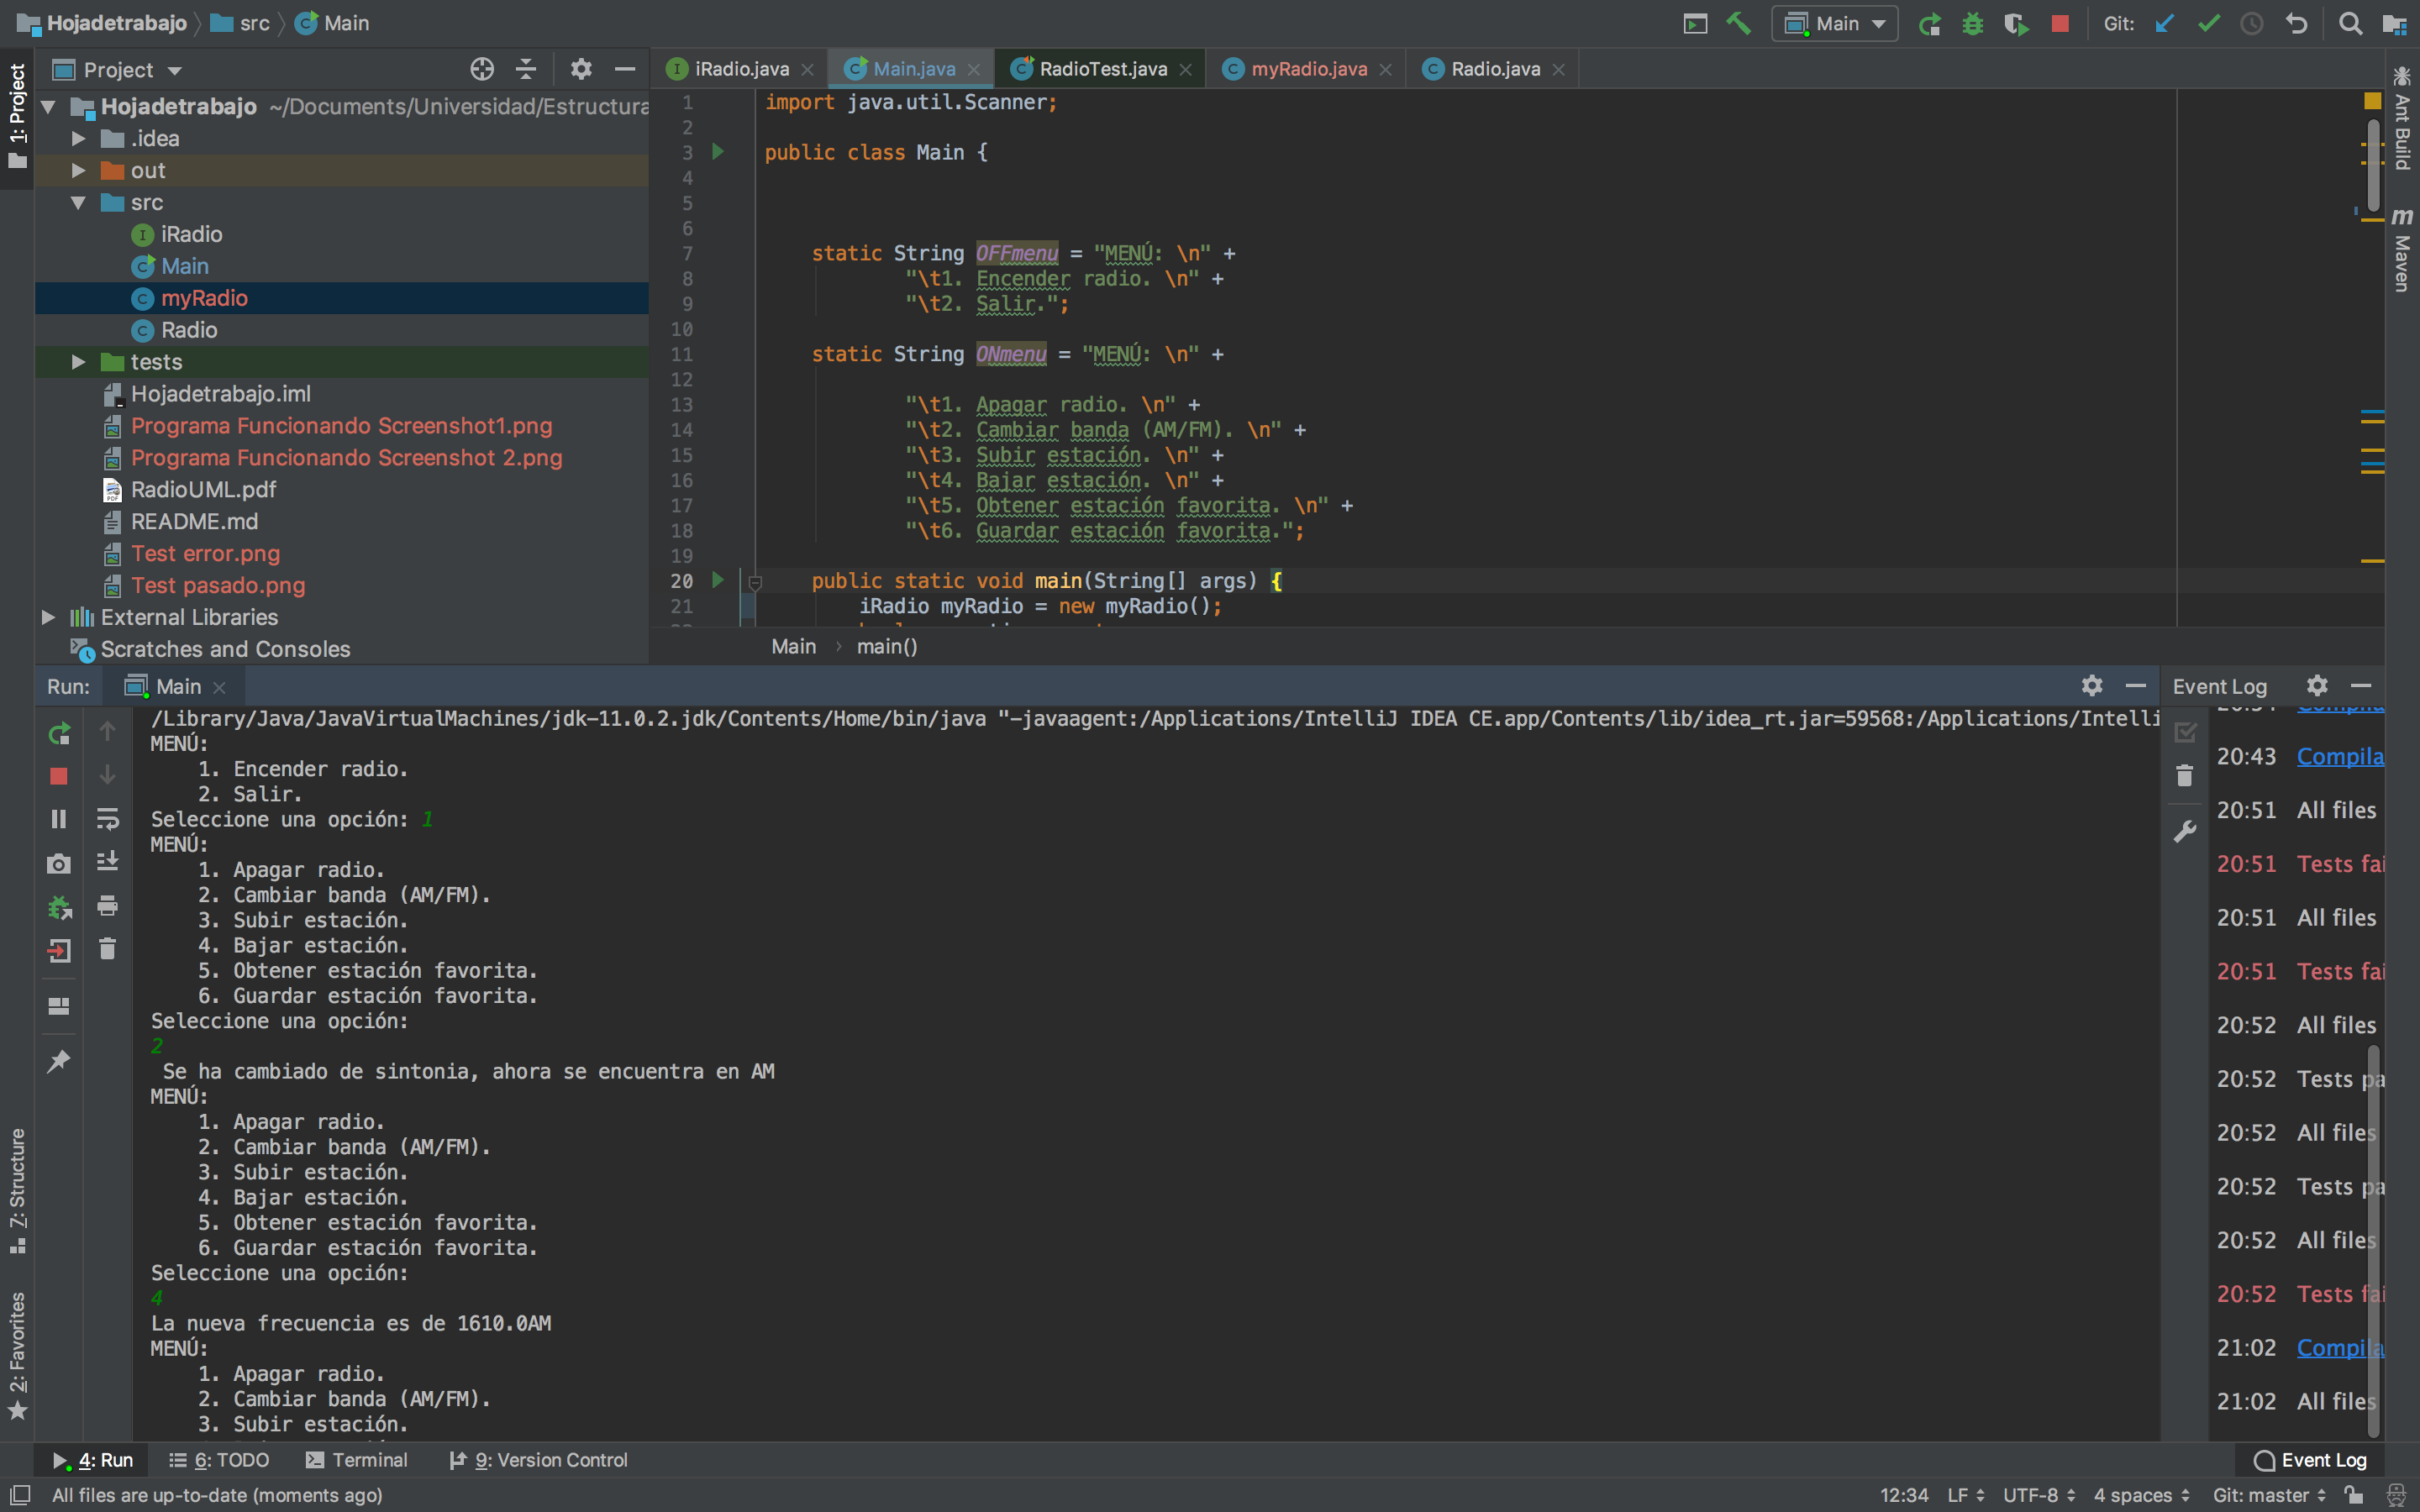 Hojadetrabajo src Main
Main Git:
1: Project
Project
iRadio.java Main.java RadioTest.java myRadio.java Radio.java
Hojadetrabajo ~/Documents/Universidad/Estructura
.idea
out
src
iRadio
Main
myRadio
Radio
tests
Hojadetrabajo.iml
Programa Funcionando Screenshot1.png
Programa Funcionando Screenshot 2.png
RadioUML.pdf
README.md
Test error.png
Test pasado.png
External Libraries
Scratches and Consoles
1 import java.util.Scanner;
2
3 public class Main {
4
5
6
7 static String OFFmenu = "MENÚ: \n" +
8 "\t1. Encender radio. \n" +
9 "\t2. Salir.";
10
11 static String ONmenu = "MENÚ: \n" +
12
13 "\t1. Apagar radio. \n" +
14 "\t2. Cambiar banda (AM/FM). \n" +
15 "\t3. Subir estación. \n" +
16 "\t4. Bajar estación. \n" +
17 "\t5. Obtener estación favorita. \n" +
18 "\t6. Guardar estación favorita.";
19
20 public static void main(String[] args) {
21 iRadio myRadio = new myRadio();
Main main()
Ant Build
Maven
Run: Main
/Library/Java/JavaVirtualMachines/jdk-11.0.2.jdk/Contents/Home/bin/java "-javaagent:/Applications/IntelliJ IDEA CE.app/Contents/lib/idea_rt.jar=59568:/Applications/Intelli
MENÚ:
1. Encender radio.
2. Salir.
Seleccione una opción: 1
MENÚ:
1. Apagar radio.
2. Cambiar banda (AM/FM).
3. Subir estación.
4. Bajar estación.
5. Obtener estación favorita.
6. Guardar estación favorita.
Seleccione una opción:
2
Se ha cambiado de sintonia, ahora se encuentra en AM
MENÚ:
1. Apagar radio.
2. Cambiar banda (AM/FM).
3. Subir estación.
4. Bajar estación.
5. Obtener estación favorita.
6. Guardar estación favorita.
Seleccione una opción:
4
La nueva frecuencia es de 1610.0AM
MENÚ:
1. Apagar radio.
2. Cambiar banda (AM/FM).
3. Subir estación.
Event Log
20:43 Compila
20:51 All files
20:51 Tests fai
20:51 All files
20:51 Tests fai
20:52 All files
20:52 Tests pa
20:52 All files
20:52 Tests pa
20:52 All files
20:52 Tests fai
21:02 Compila
21:02 All files
7: Structure
2: Favorites
4: Run 6: TODO Terminal 9: Version Control Event Log
All files are up-to-date (moments ago) 12:34 LF UTF-8 4 spaces Git: master